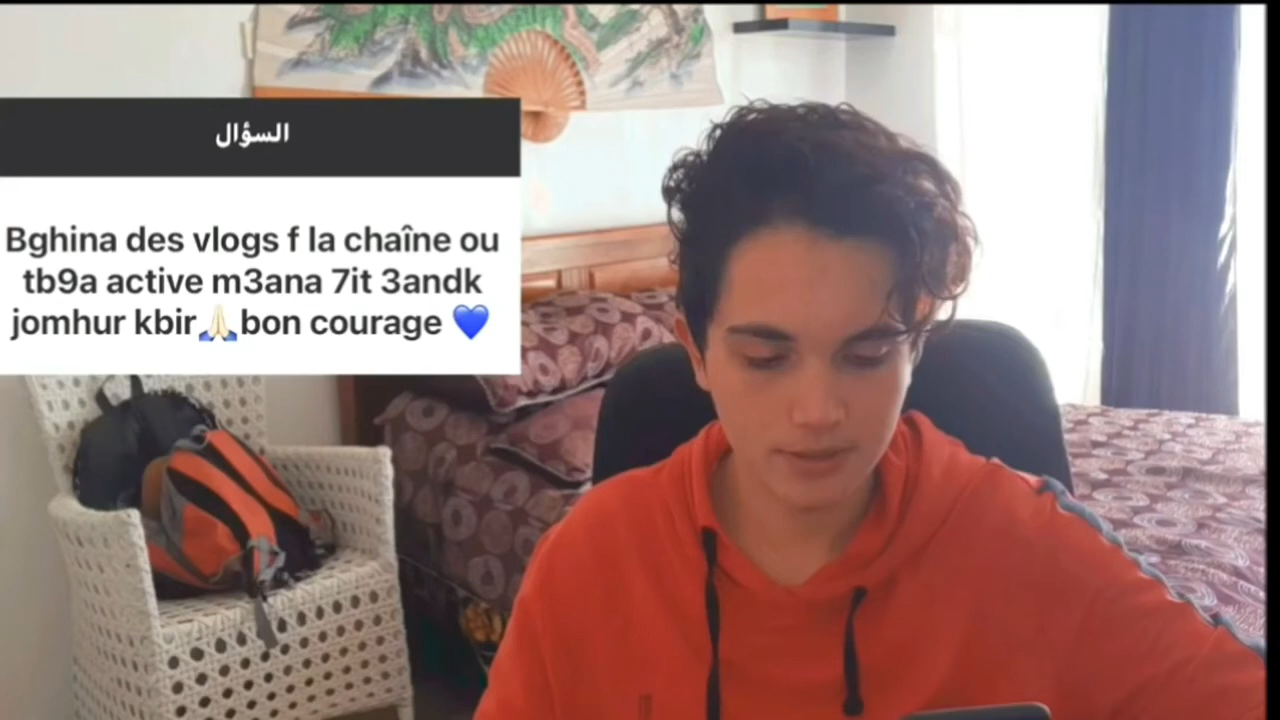 السؤال
Bghina des vlogs f la chaîne ou
tb9a active m3ana 7it 3andk
jomhur kbir🙏🏻bon courage 💙